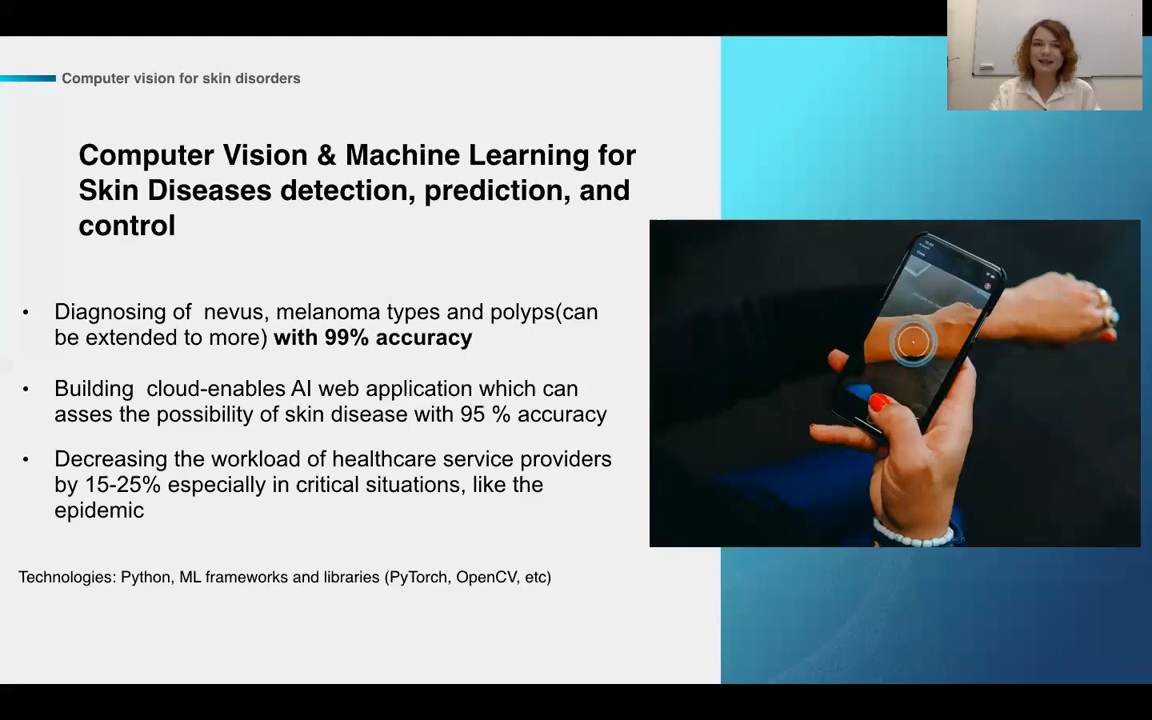 Computer vision for skin disorders
Computer Vision & Machine Learning for
Skin Diseases detection, prediction, and
control
• Diagnosing of  nevus, melanoma types and polyps(can
be extended to more) with 99% accuracy
• Building  cloud-enables AI web application which can
asses the possibility of skin disease with 95 % accuracy
• Decreasing the workload of healthcare service providers
by 15-25% especially in critical situations, like the
epidemic
Technologies: Python, ML frameworks and libraries (PyTorch, OpenCV, etc)